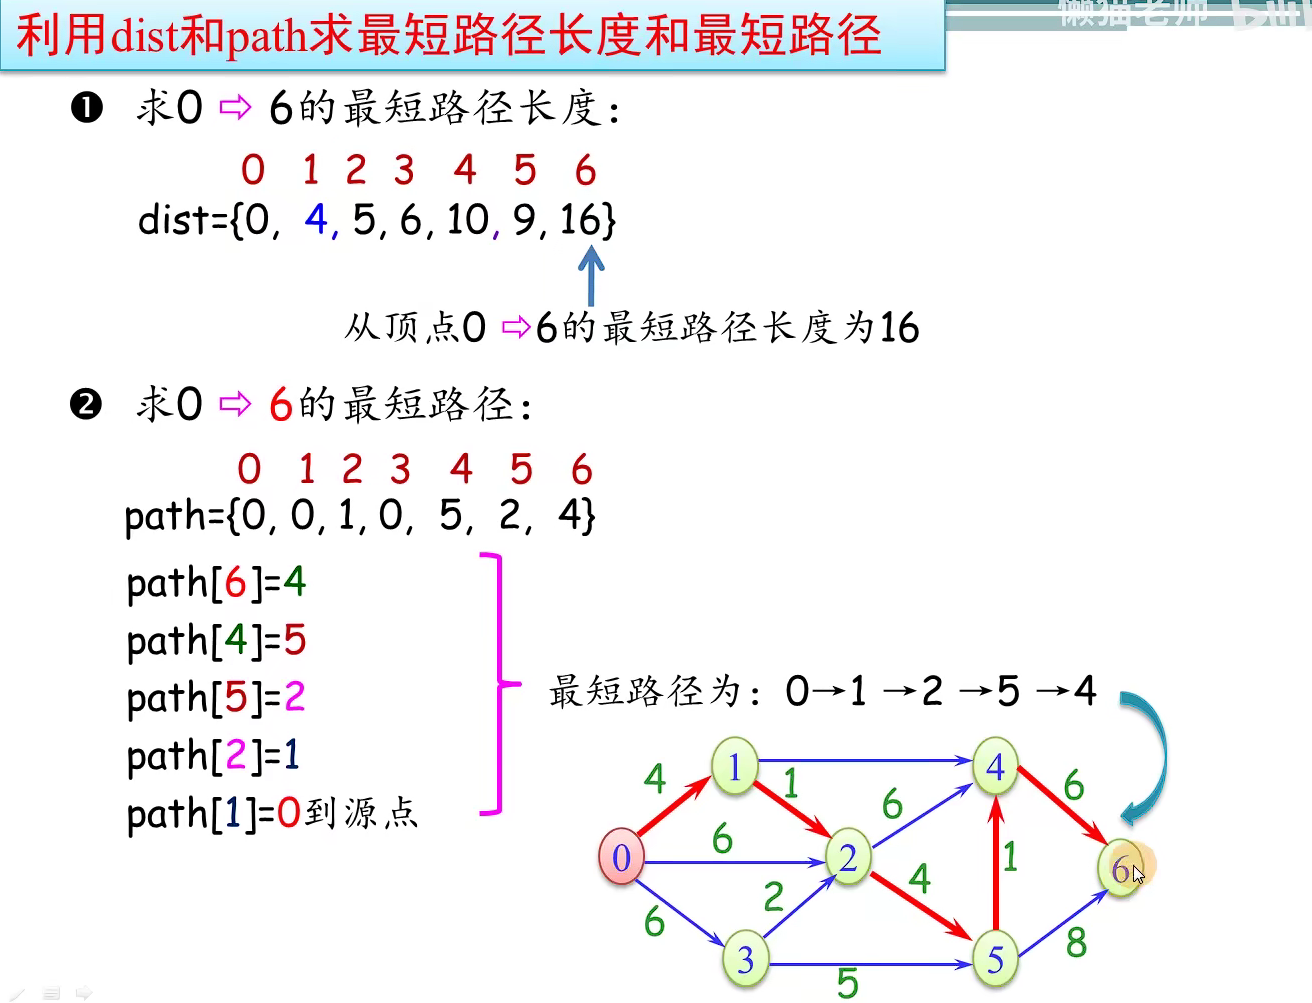 利用dist和path求最短路径长度和最短路径
懒猫老师 bili
❶ 求0 ⇨ 6的最短路径长度：
0 1 2 3 4 5 6
dist={0, 4, 5, 6, 10, 9, 16}
从顶点0 ⇨6的最短路径长度为16
❷ 求0 ⇨ 6的最短路径：
0 1 2 3 4 5 6
path={0, 0, 1, 0, 5, 2, 4}
path[6]=4
path[4]=5
path[5]=2
path[2]=1
path[1]=0到源点
最短路径为：0→1 →2 →5 →4
4 1 1 4 6
6 6
0 6 2 4 1 6
6 2
3 5 5 8